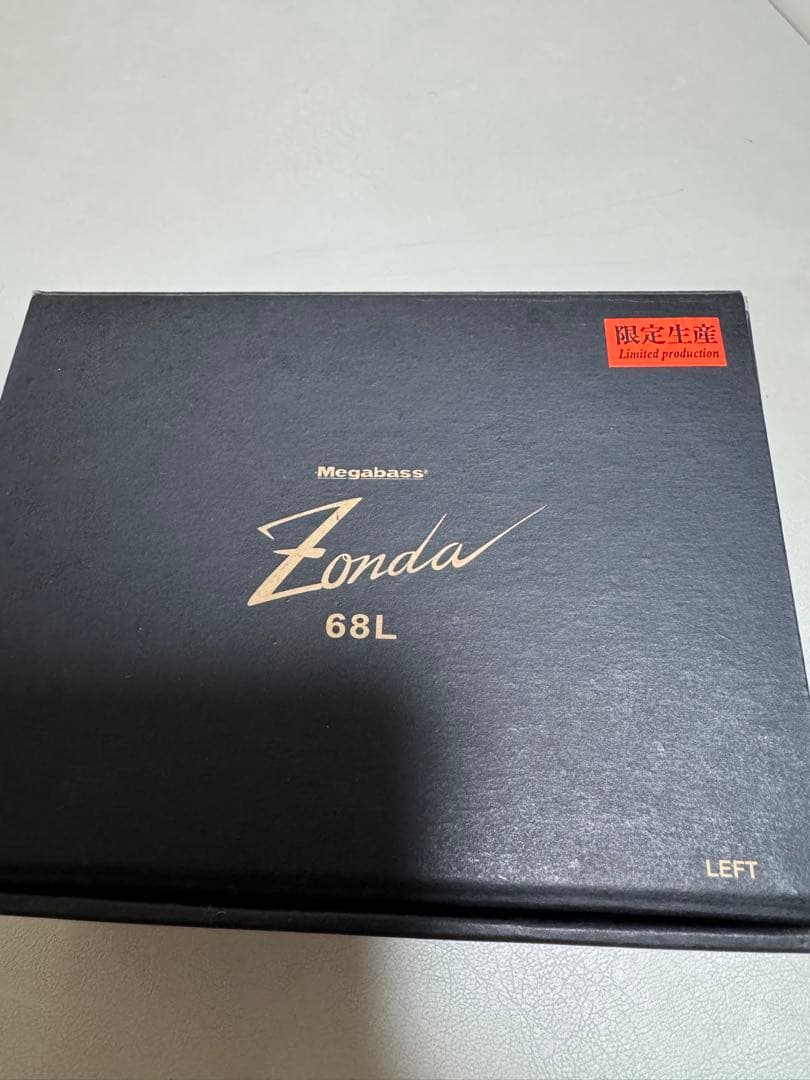 限定生産
Limited production
Megabass®
Zonda
68L
LEFT